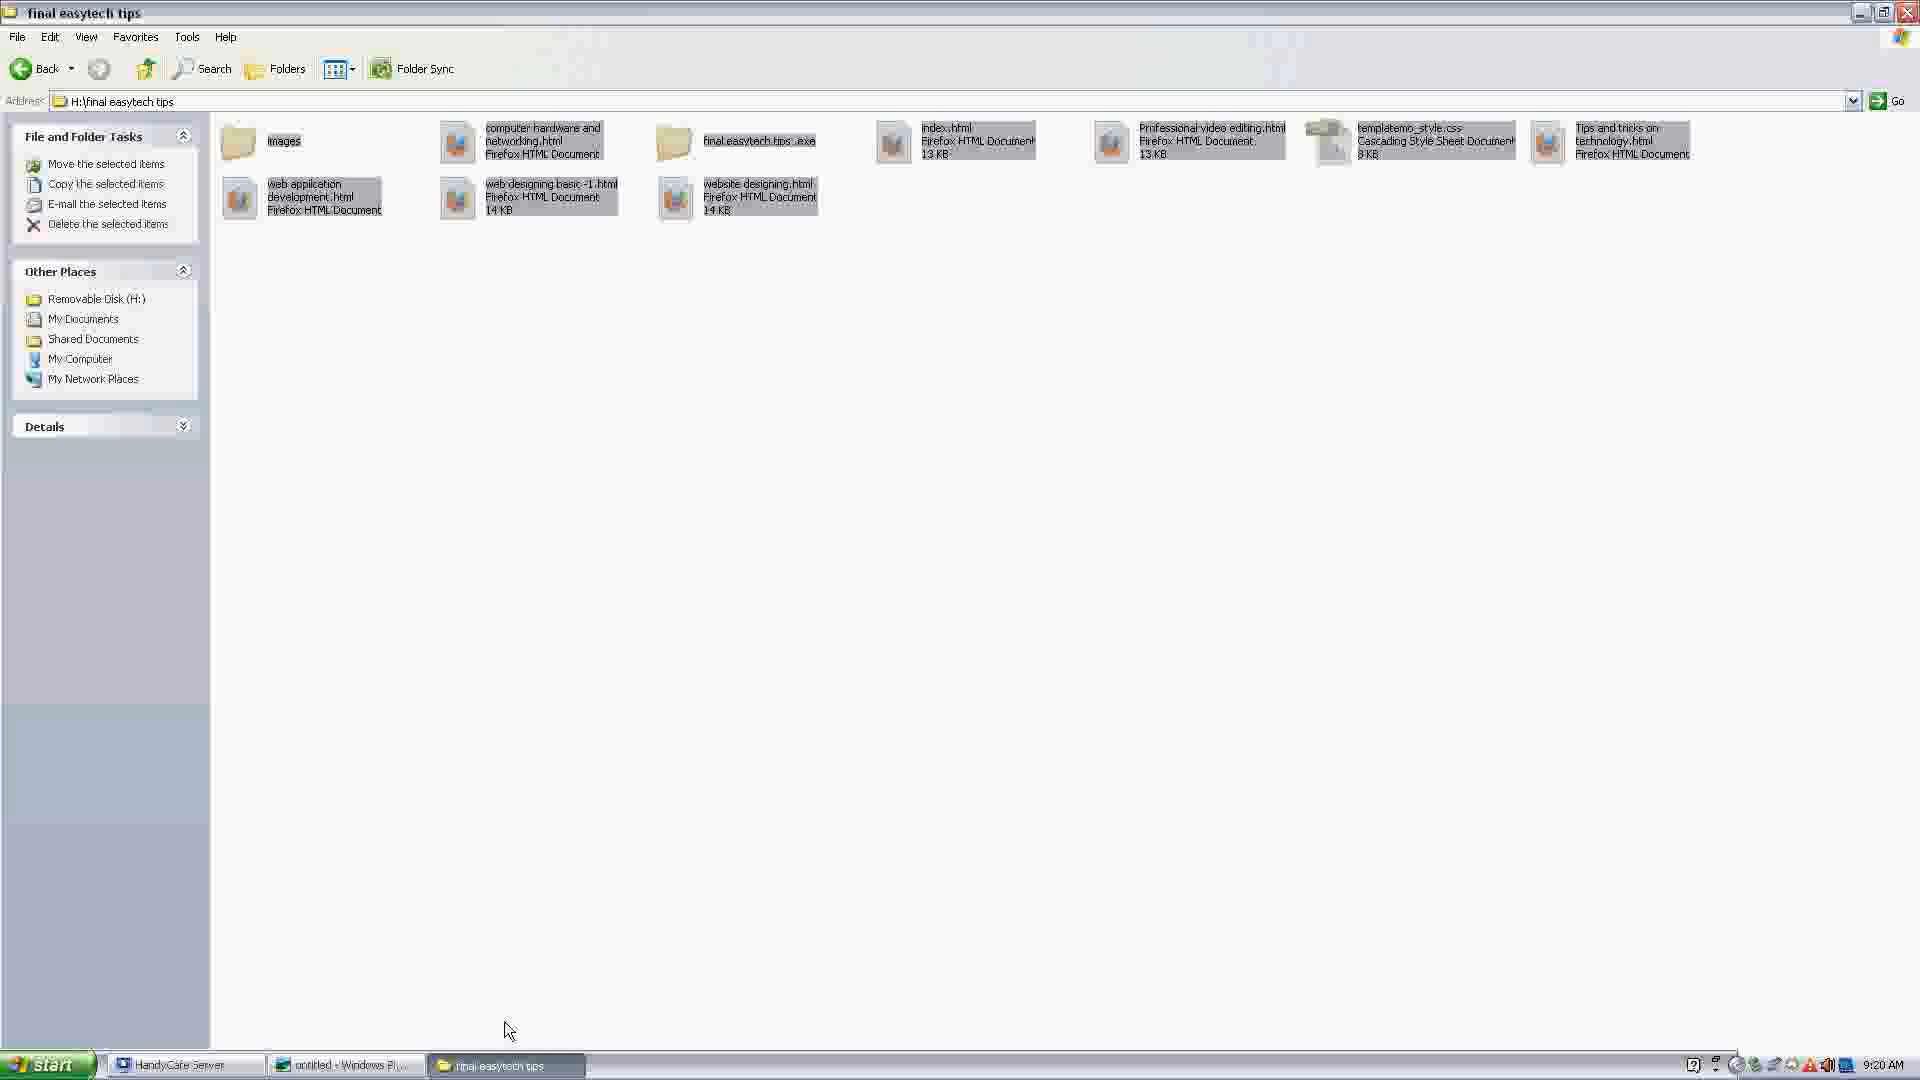 final easytech tips
File Edit View Favorites Tools Help
Back Search Folders Folder Sync
Address H:\final easytech tips Go
File and Folder Tasks
Move the selected items
Copy the selected items
E-mail the selected items
Delete the selected items
Other Places
Removable Disk (H:)
My Documents
Shared Documents
My Computer
My Network Places
Details
images
computer hardware and
networking.html
Firefox HTML Document
final easytech tips .exe
index.html
Firefox HTML Document
13 KB
Professional video editing.html
Firefox HTML Document
13 KB
templatemo_style.css
Cascading Style Sheet Document
8 KB
Tips and tricks on
technology.html
Firefox HTML Document
web application
development.html
Firefox HTML Document
web designing basic -1.html
Firefox HTML Document
14 KB
website designing.html
Firefox HTML Document
14 KB
start HandyCafe Server untitled - Windows Pi... final easytech tips 9:20 AM